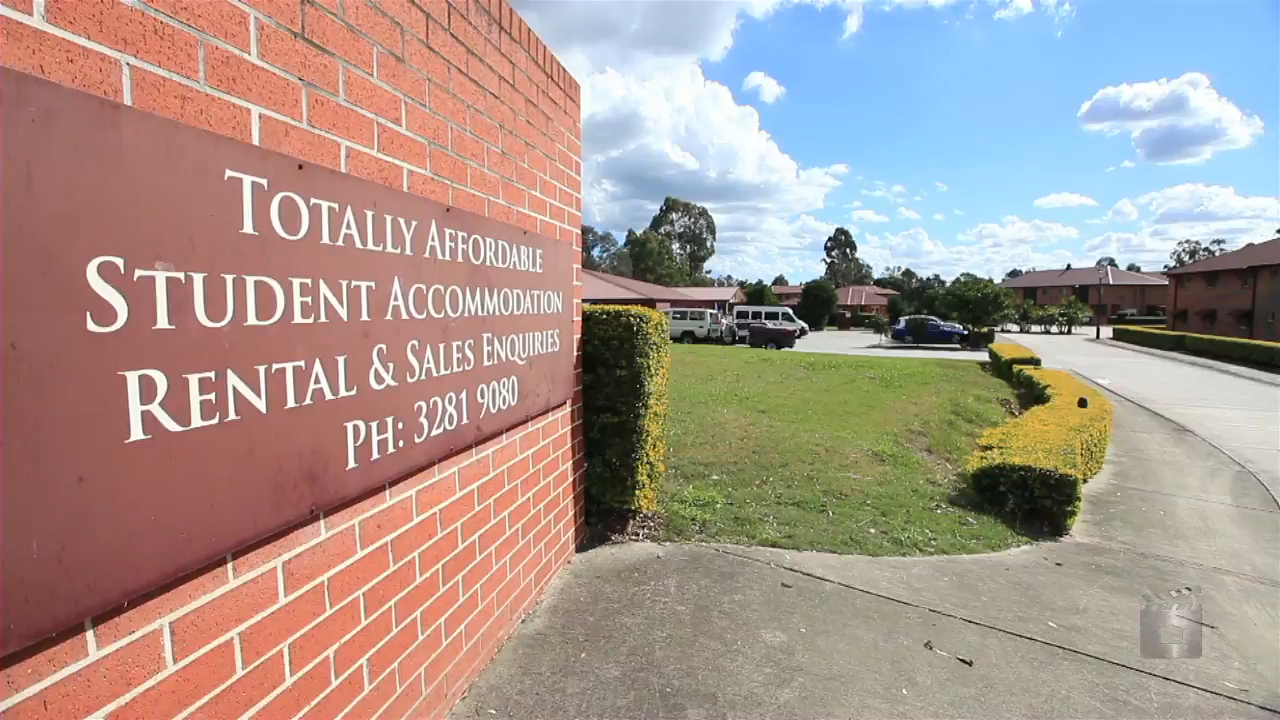 TOTALLY AFFORDABLE
STUDENT ACCOMMODATION
RENTAL & SALES ENQUIRIES
PH: 3281 9080